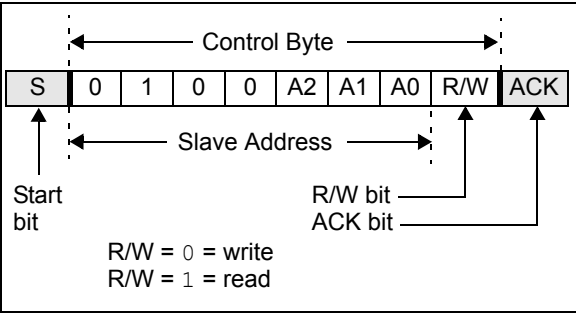 Control Byte
S 0 1 0 0 A2 A1 A0 R/W ACK
Slave Address
Start
bit
R/W bit
ACK bit
R/W = 0 = write
R/W = 1 = read